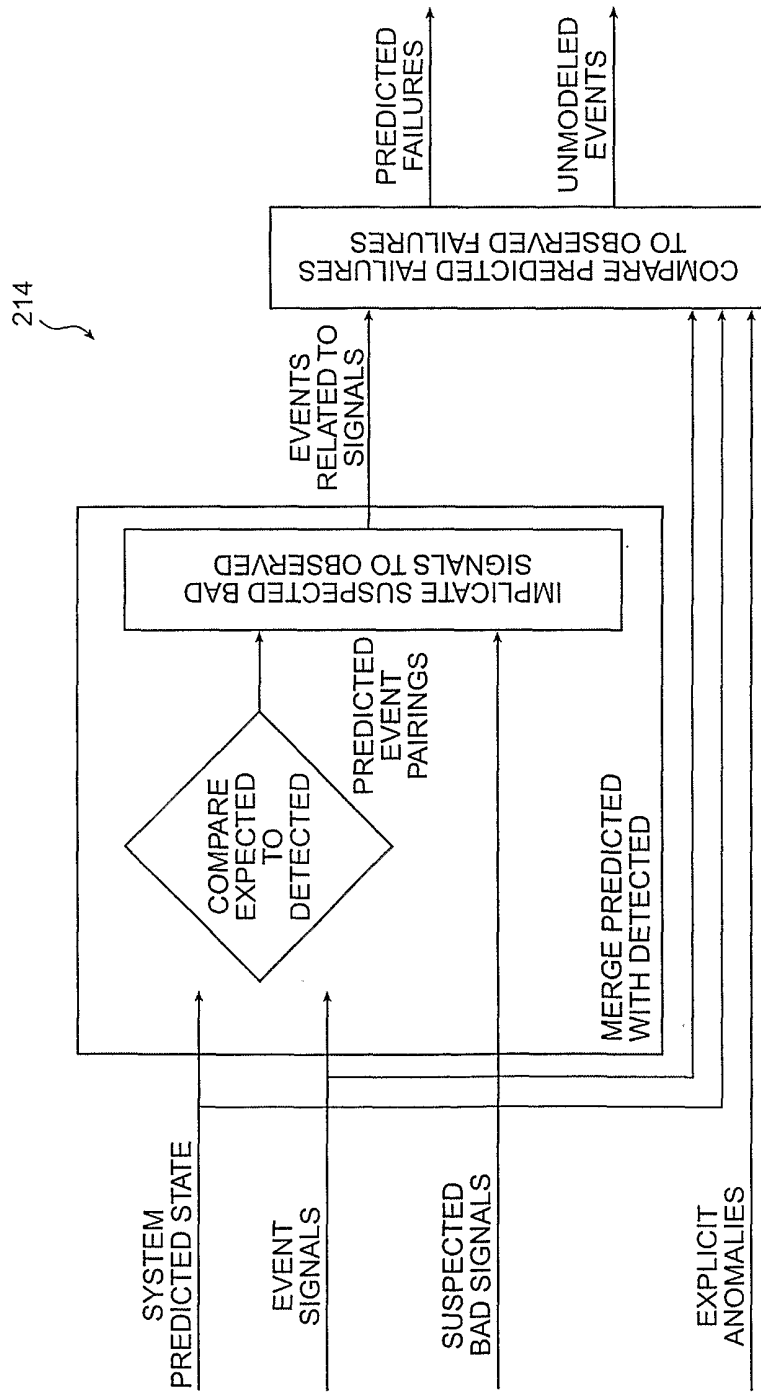 214
SYSTEM
PREDICTED STATE
EVENT
SIGNALS
SUSPECTED
BAD SIGNALS
EXPLICIT
ANOMALIES
COMPARE
EXPECTED
TO
DETECTED
PREDICTED
EVENT
PAIRINGS
IMPLICATE SUSPECTED BAD
SIGNALS TO OBSERVED
MERGE PREDICTED
WITH DETECTED
EVENTS
RELATED TO
SIGNALS
COMPARE PREDICTED FAILURES
TO OBSERVED FAILURES
PREDICTED
FAILURES
UNMODELED
EVENTS